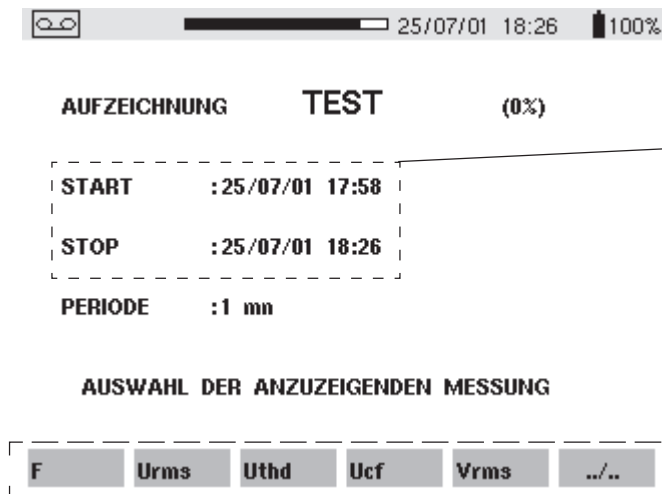 25/07/01 18:26 100%
AUFZEICHNUNG TEST (0%)
START :25/07/01 17:58
STOP :25/07/01 18:26
PERIODE :1 mn
AUSWAHL DER ANZUZEIGENDEN MESSUNG
F Urms Uthd Ucf Vrms ../..